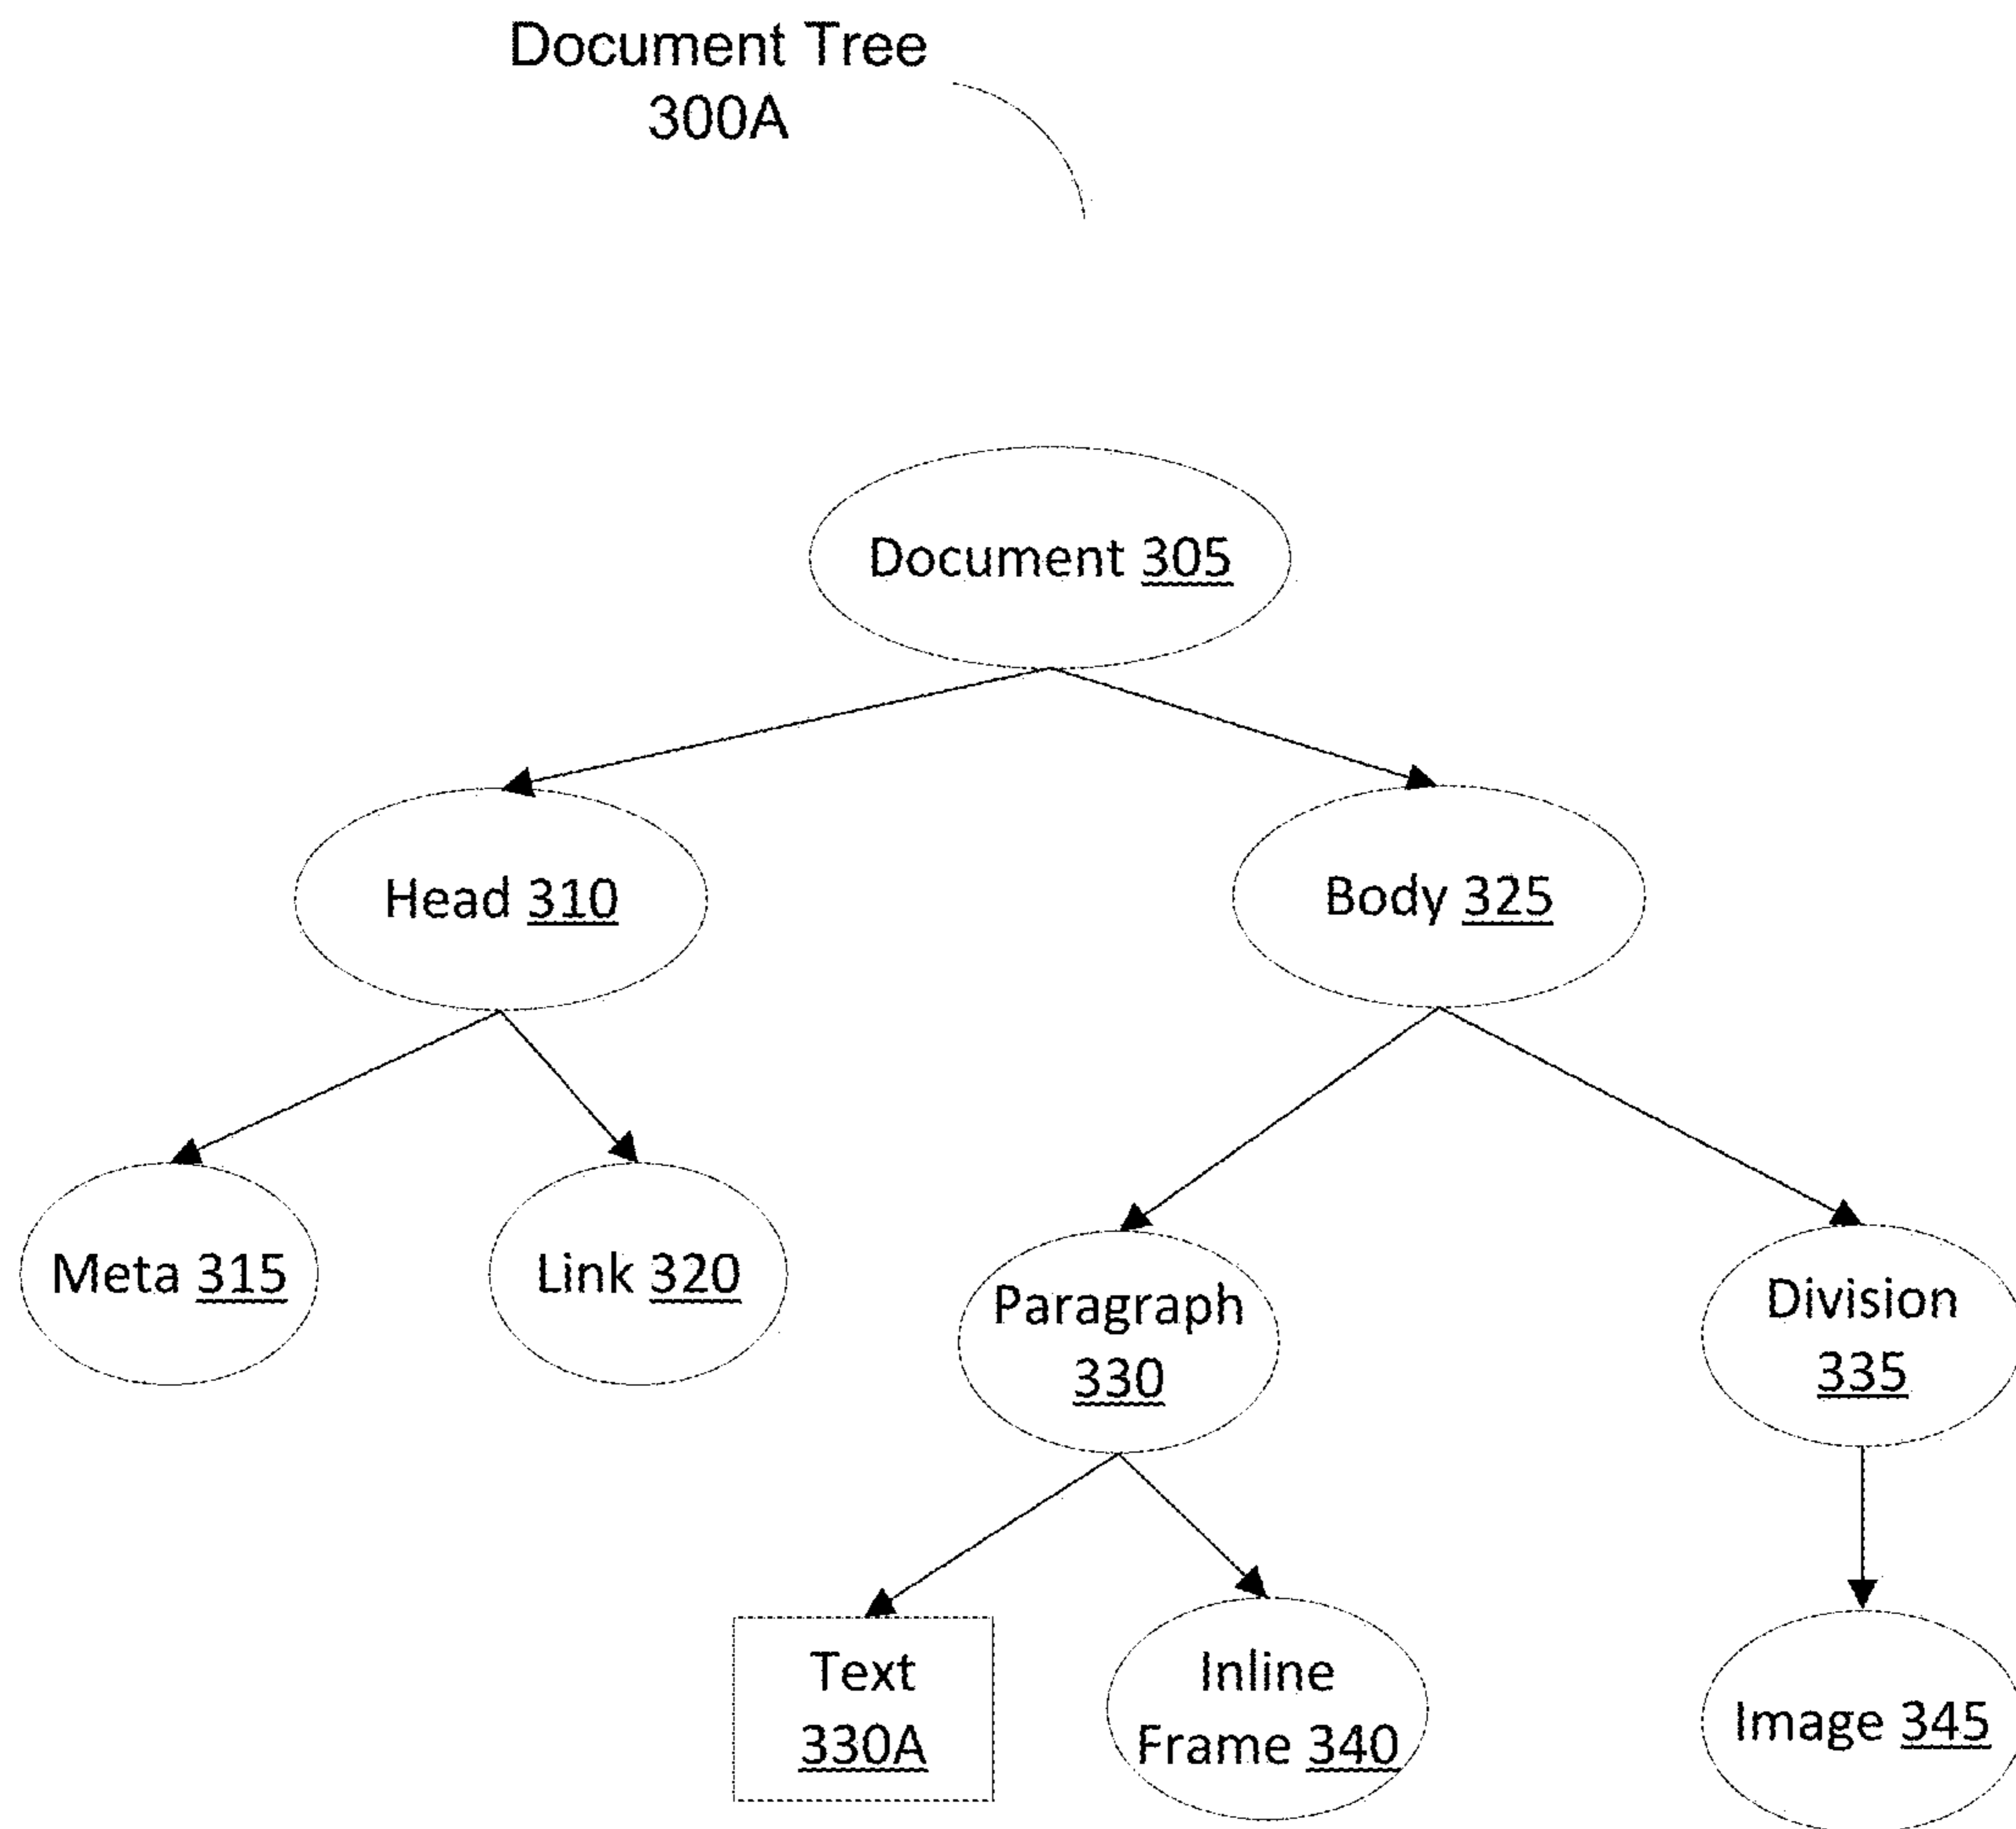 Document Tree
300A
Document 305
Head 310
Body 325
Meta 315
Link 320
Paragraph
330
Division
335
Text
330A
Inline
Frame 340
Image 345